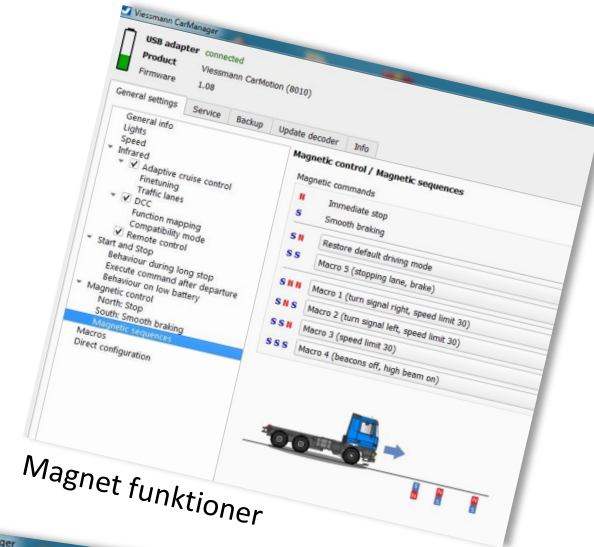 Viessmann CarManager
USB adapter connected
Product Viessmann CarMotion (8010)
Firmware 1.08
General settings Service Backup Update decoder Info
General info
Lights
Speed
Infrared
Adaptive cruise control
Finetuning
Traffic lanes
DCC
Function mapping
Compatibility mode
Remote control
Start and Stop
Behaviour during long stop
Execute command after departure
Behaviour on low battery
Magnetic control
North: Stop
South: Smooth braking
Magnetic sequences
Macros
Direct configuration
Magnetic control / Magnetic sequences
Magnetic commands
N Immediate stop
S Smooth braking
S N Restore default driving mode
S S Macro 5 (stopping lane, brake)
S N N Macro 1 (turn signal right, speed limit 30)
S N S Macro 2 (turn signal left, speed limit 30)
S S N Macro 3 (speed limit 30)
S S S Macro 4 (beacons off, high beam on)
Magnet funktioner